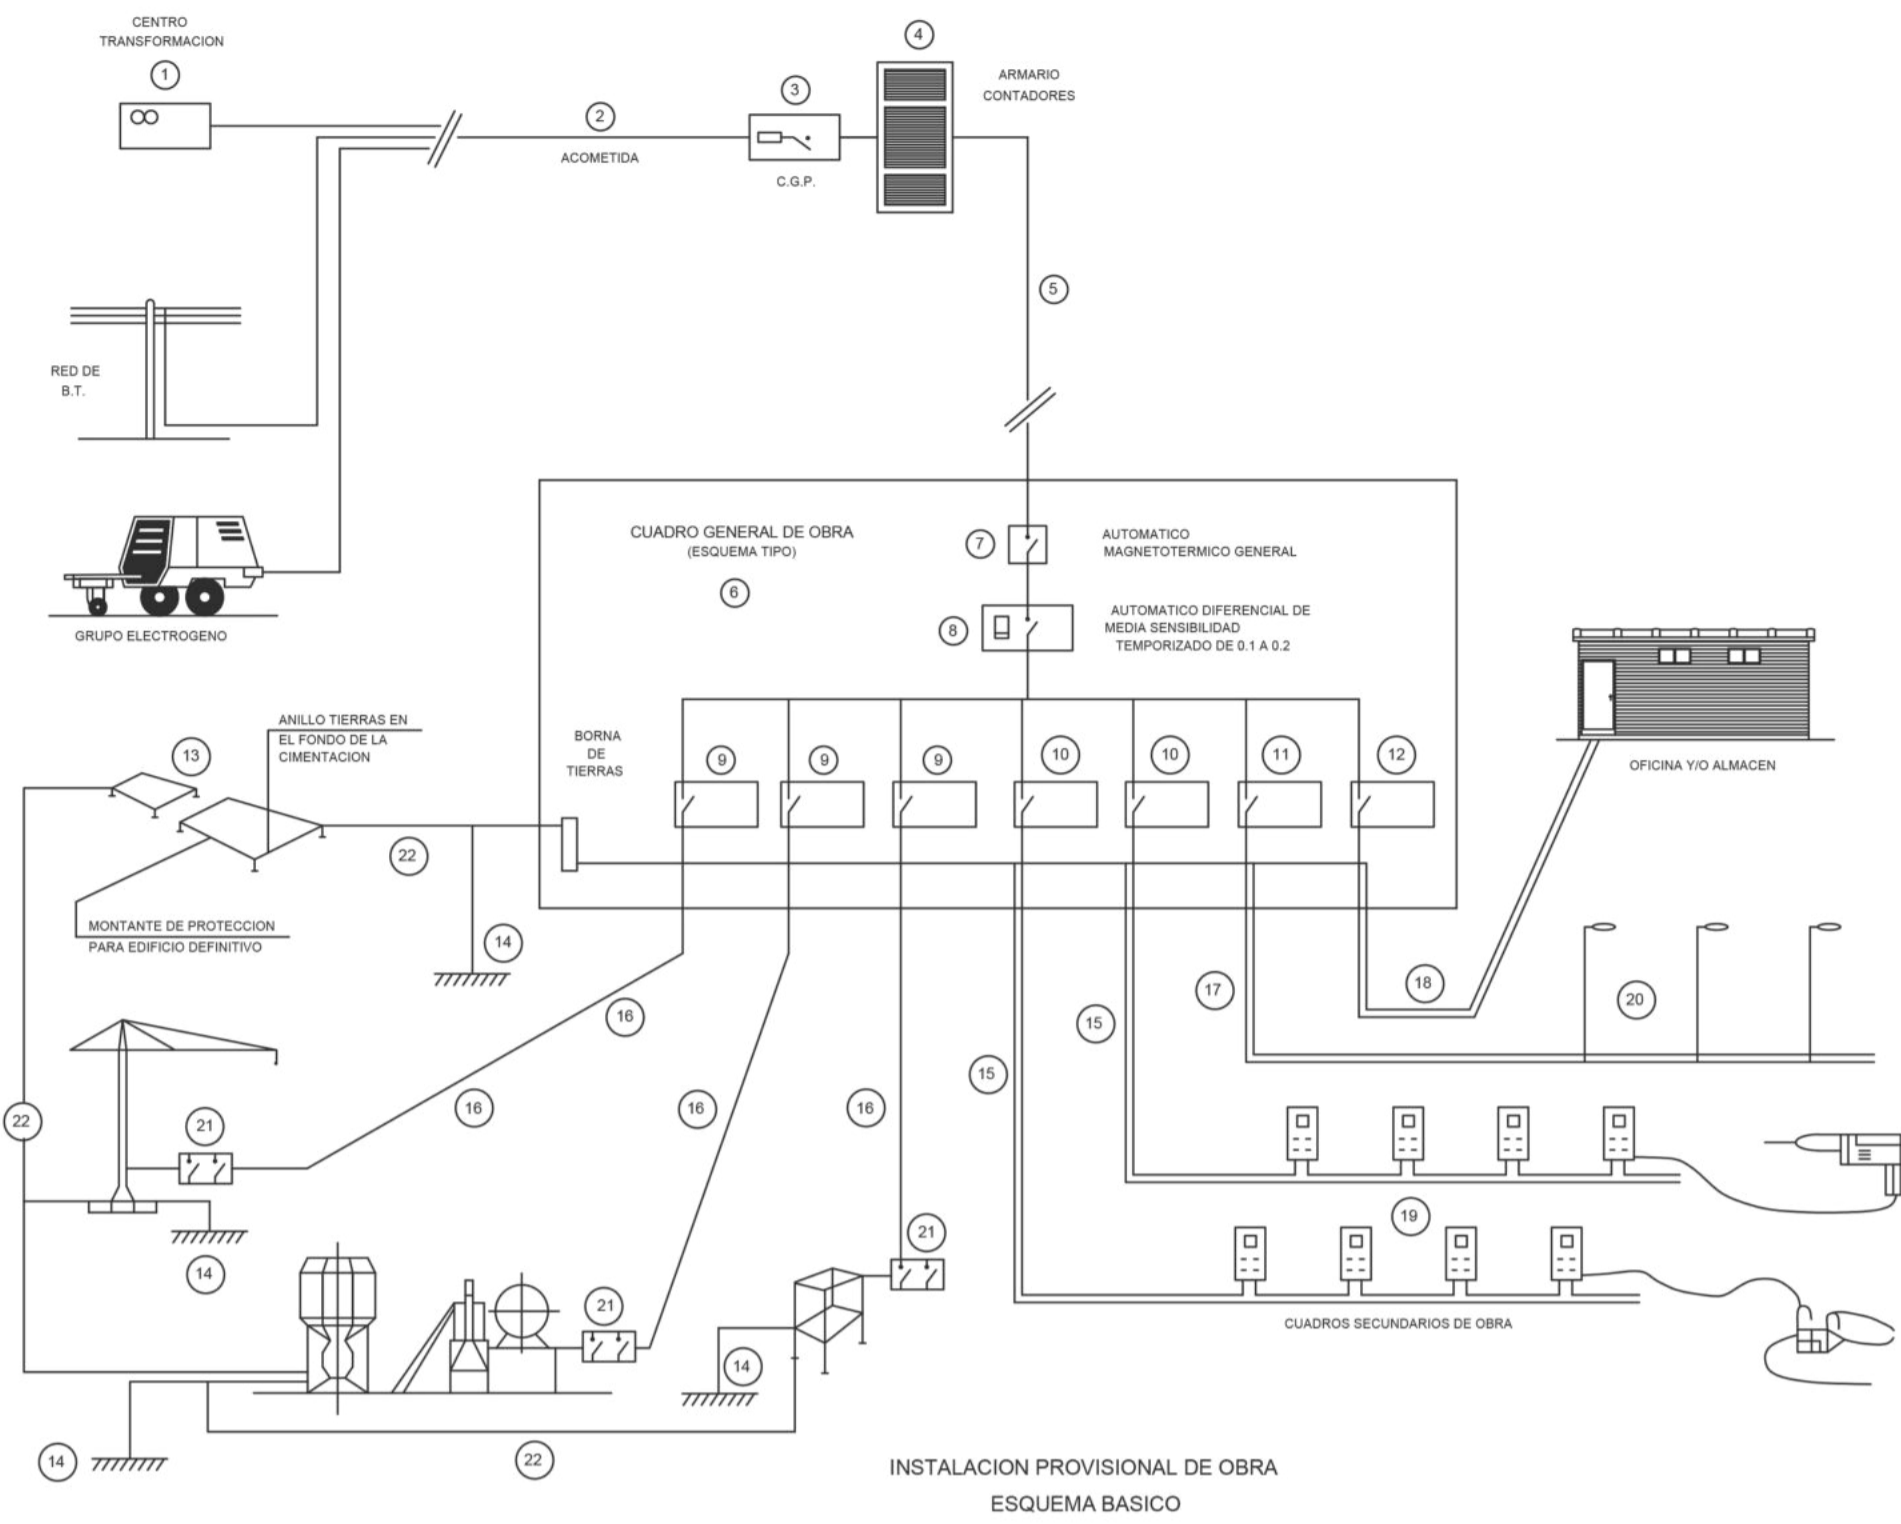 CENTRO
TRANSFORMACION
1
2
ACOMETIDA
3
C.G.P.
4
ARMARIO
CONTADORES
5
RED DE
B.T.
GRUPO ELECTROGENO
CUADRO GENERAL DE OBRA
(ESQUEMA TIPO)
6
7
AUTOMATICO
MAGNETOTERMICO GENERAL
8
AUTOMATICO DIFERENCIAL DE
MEDIA SENSIBILIDAD
TEMPORIZADO DE 0.1 A 0.2
OFICINA Y/O ALMACEN
ANILLO TIERRAS EN
EL FONDO DE LA
CIMENTACION
13
BORNA
DE
TIERRAS
9
9
9
10
10
11
12
22
MONTANTE DE PROTECCION
PARA EDIFICIO DEFINITIVO
14
16
15
15
17
18
20
22
21
16
16
16
14
21
21
19
CUADROS SECUNDARIOS DE OBRA
14
14
22
INSTALACION PROVISIONAL DE OBRA
ESQUEMA BASICO